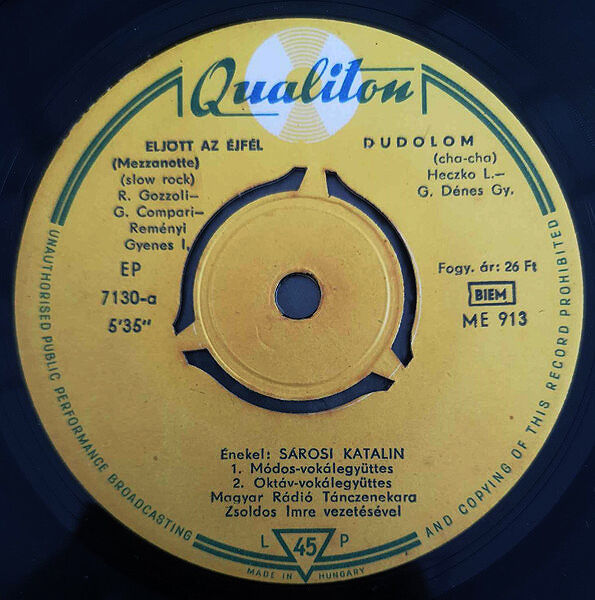 Qualiton
ELJÖTT AZ ÉJFÉL
(Mezzanotte)
(slow rock)
R. Gozzoli—
G. Compari—
Reményi
Gyenes I.
EP
7130-a
5'35"
DUDOLOM
(cha-cha)
Heczko L.—
G. Dénes Gy.
Fogy. ár: 26 Ft
BIEM
ME 913
Énekel: SÁROSI KATALIN
1. Módos-vokálegyüttes
2. Oktáv-vokálegyüttes
Magyar Rádió Tánczenekara
Zsoldos Imre vezetésével
L 45 P
MADE IN HUNGARY
UNAUTHORISED PUBLIC PERFORMANCE BROADCASTING AND COPYING OF THIS RECORD PROHIBITED